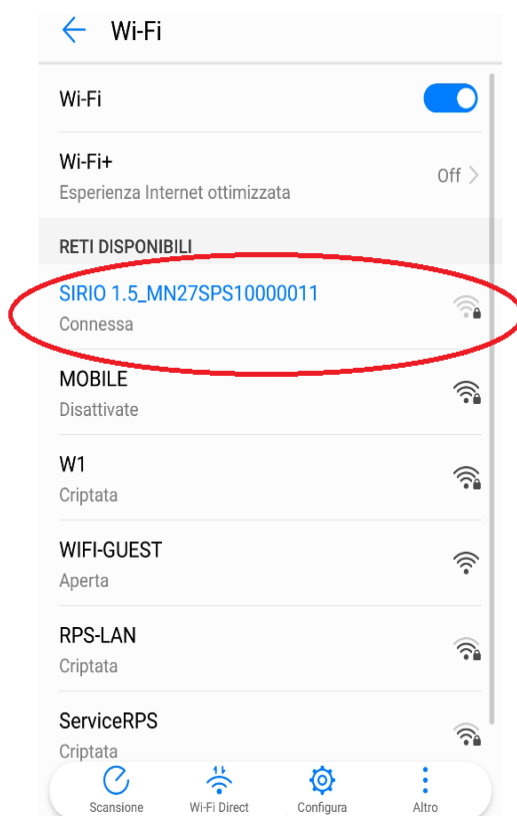 Wi-Fi
Wi-Fi
Wi-Fi+
Esperienza Internet ottimizzata
Off
RETI DISPONIBILI
SIRIO 1.5_MN27SPS10000011
Connessa
MOBILE
Disattivate
W1
Criptata
WIFI-GUEST
Aperta
RPS-LAN
Criptata
ServiceRPS
Criptata
Scansione Wi-Fi Direct Configura Altro